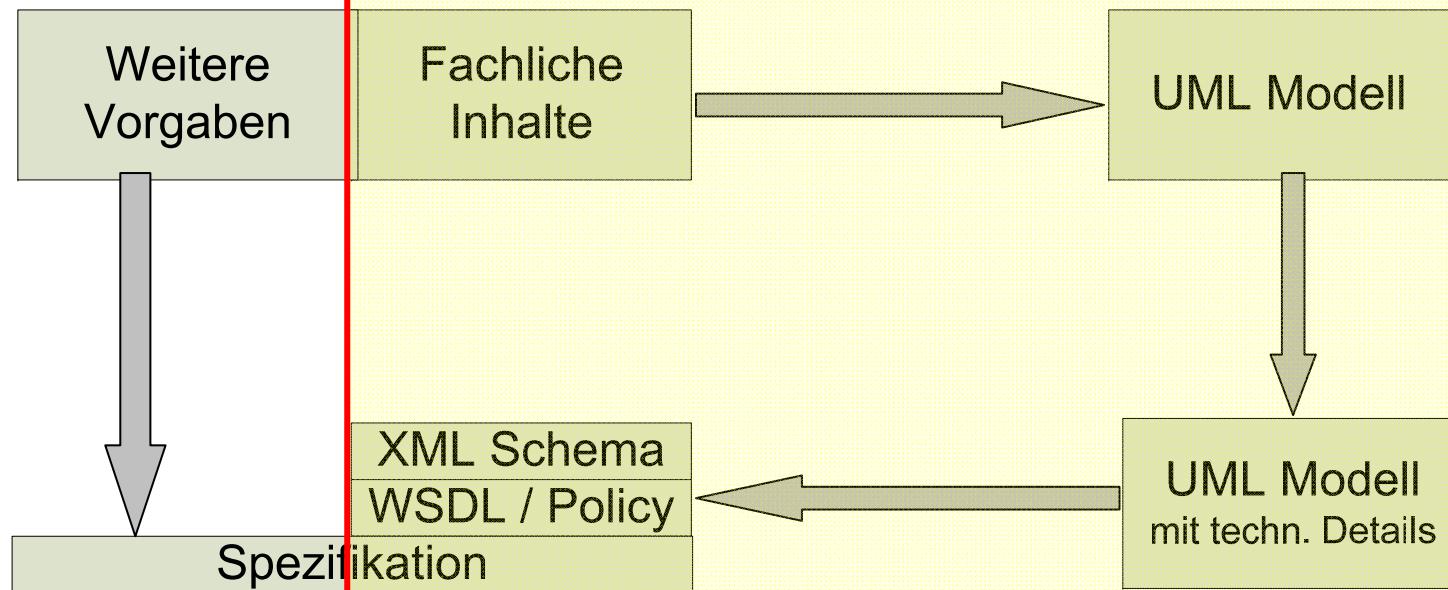 Weitere
Vorgaben
Fachliche
Inhalte
UML Modell
XML Schema
WSDL / Policy
UML Modell
mit techn. Details
Spezifikation